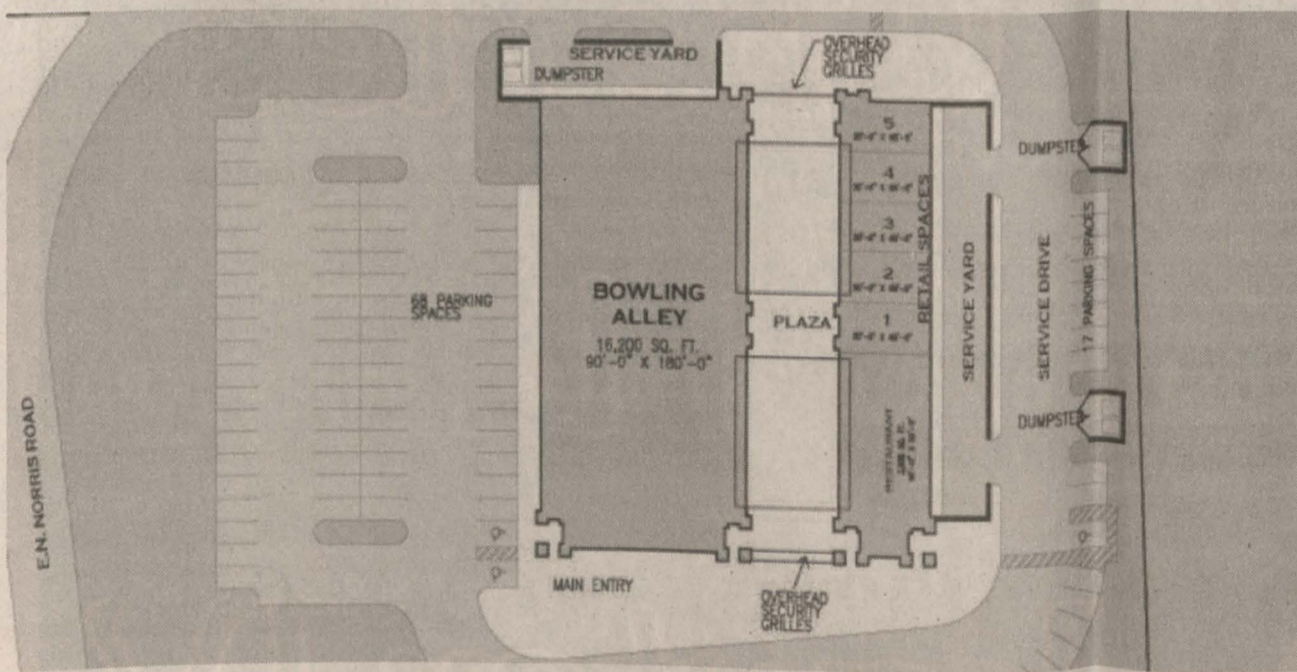 SERVICE YARD
DUMPSTER
OVERHEAD
SECURITY
GRILLES
5
4
3
2
1
RETAIL SPACES
DUMPSTER
17 PARKING SPACES
SERVICE DRIVE
SERVICE YARD
68 PARKING
SPACES
BOWLING
ALLEY
16,200 SQ. FT.
90'-0" X 180'-0"
PLAZA
RESTAURANT
DUMPSTER
E.N. NORRIS ROAD
MAIN ENTRY
OVERHEAD
SECURITY
GRILLES